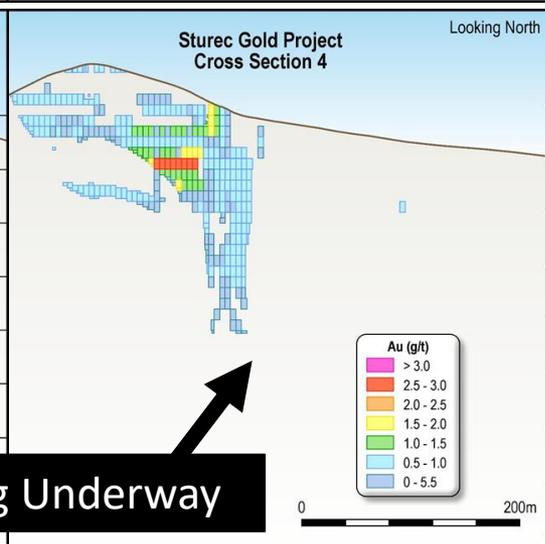 Looking North
Sturec Gold Project
Cross Section 4
Au (g/t)
> 3.0
2.5 - 3.0
2.0 - 2.5
1.5 - 2.0
1.0 - 1.5
0.5 - 1.0
0 - 5.5
g Underway
0 200m